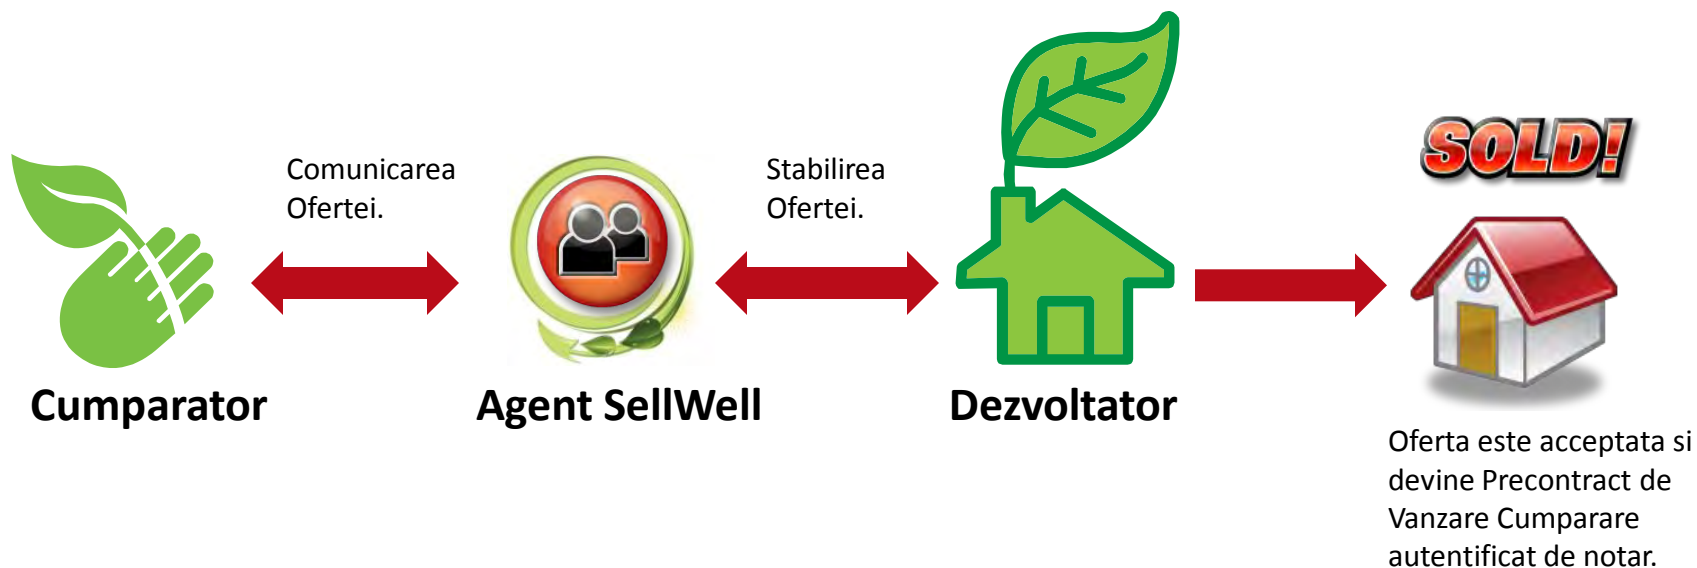 SOLD!
Comunicarea
Ofertei.
Stabilirea
Ofertei.
Cumparator
Agent SellWell
Dezvoltator
Oferta este acceptata si
devine Precontract de
Vanzare Cumparare
autentificat de notar.